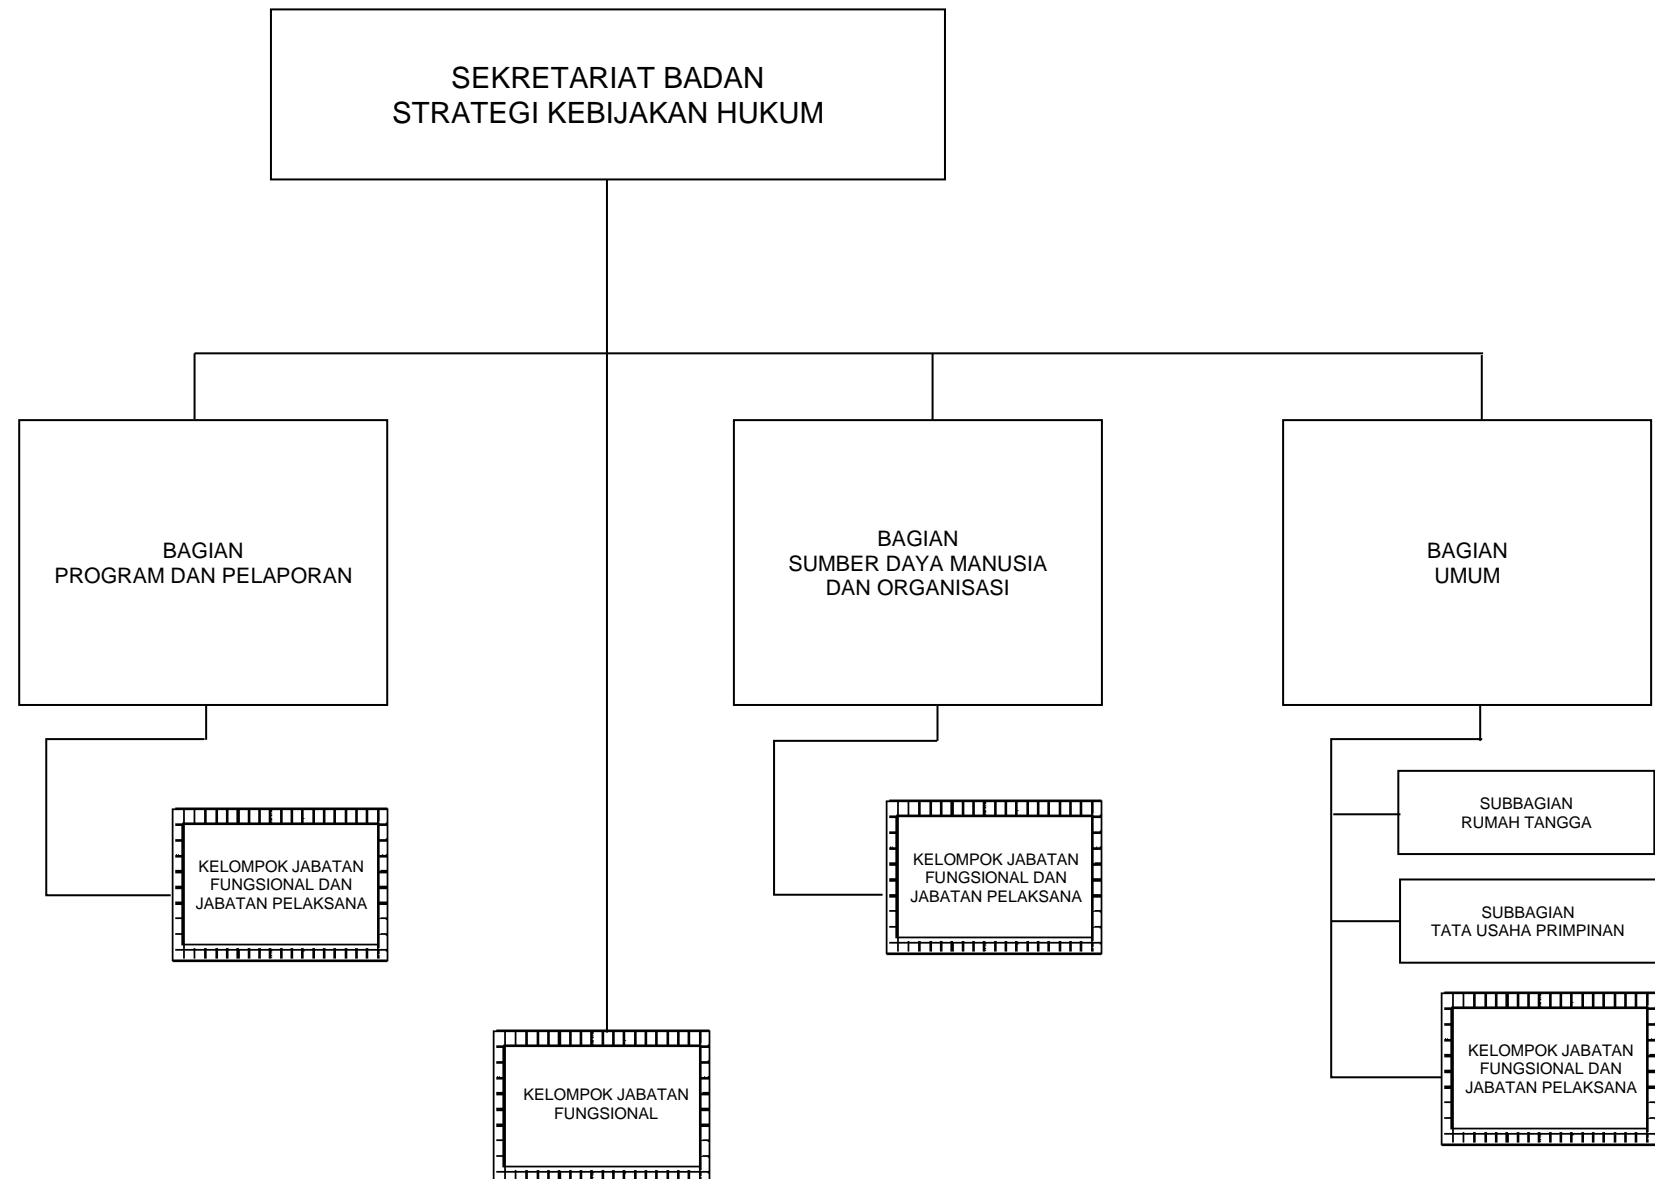 SEKRETARIAT BADAN
STRATEGI KEBIJAKAN HUKUM
BAGIAN
PROGRAM DAN PELAPORAN
BAGIAN
SUMBER DAYA MANUSIA
DAN ORGANISASI
BAGIAN
UMUM
KELOMPOK JABATAN
FUNGSIONAL DAN
JABATAN PELAKSANA
KELOMPOK JABATAN
FUNGSIONAL DAN
JABATAN PELAKSANA
SUBBAGIAN
RUMAH TANGGA
SUBBAGIAN
TATA USAHA PRIMPINAN
KELOMPOK JABATAN
FUNGSIONAL DAN
JABATAN PELAKSANA
KELOMPOK JABATAN
FUNGSIONAL